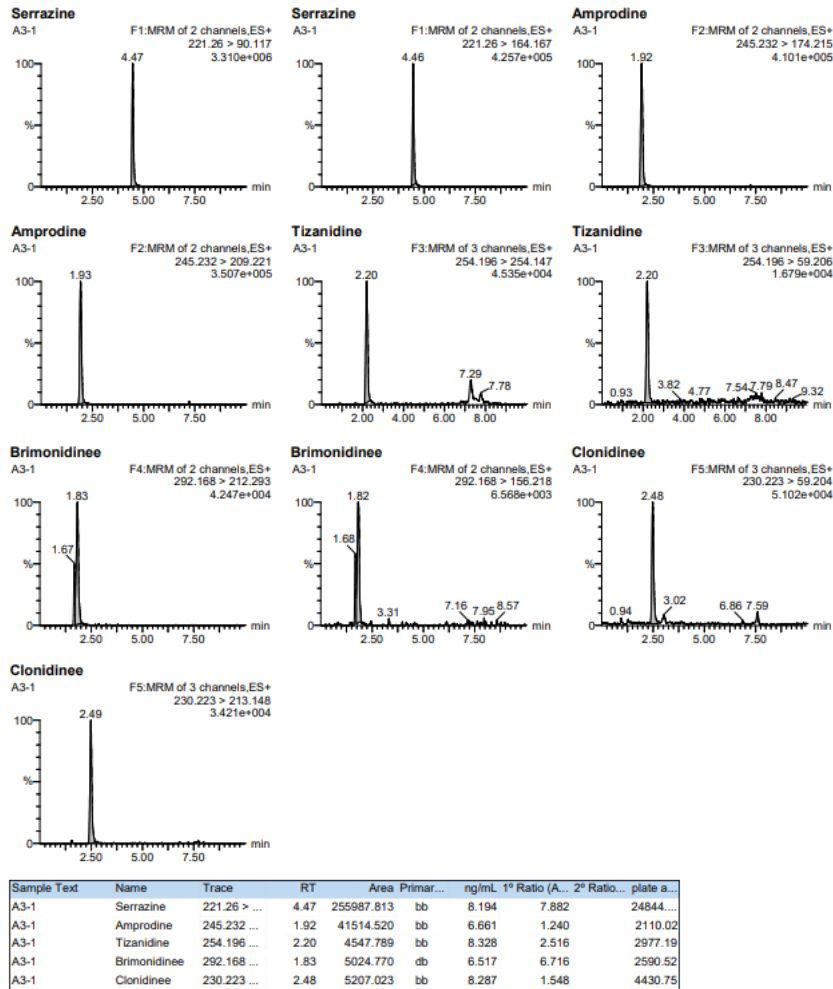 Serrazine
A3-1 F1:MRM of 2 channels,ES+
221.26 > 90.117
3.310e+006
4.47
100
%
0
2.50 5.00 7.50 min
Serrazine
A3-1 F1:MRM of 2 channels,ES+
221.26 > 164.167
4.257e+005
4.46
100
%
0
2.50 5.00 7.50 min
Amprodine
A3-1 F2:MRM of 2 channels,ES+
245.232 > 174.215
4.101e+005
1.92
100
%
0
2.50 5.00 7.50 min
Amprodine
A3-1 F2:MRM of 2 channels,ES+
245.232 > 209.221
3.507e+005
1.93
100
%
0
2.50 5.00 7.50 min
Tizanidine
A3-1 F3:MRM of 3 channels,ES+
254.196 > 254.147
4.535e+004
2.20
100
%
7.29
7.78
0
2.00 4.00 6.00 8.00 min
Tizanidine
A3-1 F3:MRM of 3 channels,ES+
254.196 > 59.206
1.679e+004
2.20
100
%
0.93 3.82 4.77 7.54 7.79 8.47 9.32
0
2.00 4.00 6.00 8.00 min
Brimonidinee
A3-1 F4:MRM of 2 channels,ES+
292.168 > 212.293
4.247e+004
1.83
100
1.67
%
0
2.50 5.00 7.50 min
Brimonidinee
A3-1 F4:MRM of 2 channels,ES+
292.168 > 156.218
6.568e+003
1.82
100
1.68
%
3.31 7.16 7.95 8.57
0
2.50 5.00 7.50 min
Clonidinee
A3-1 F5:MRM of 3 channels,ES+
230.223 > 59.204
5.102e+004
2.48
100
%
0.94 3.02 6.86 7.59
0
2.50 5.00 7.50 min
Clonidinee
A3-1 F5:MRM of 3 channels,ES+
230.223 > 213.148
3.421e+004
2.49
100
%
0
2.50 5.00 7.50 min
Sample Text Name Trace RT Area Primar... ng/mL 1º Ratio (A... 2º Ratio... plate a...
A3-1 Serrazine 221.26 > ... 4.47 255987.813 bb 8.194 7.882 24844....
A3-1 Amprodine 245.232 ... 1.92 41514.520 bb 6.661 1.240 2110.02
A3-1 Tizanidine 254.196 ... 2.20 4547.789 bb 8.328 2.516 2977.19
A3-1 Brimonidinee 292.168 ... 1.83 5024.770 db 6.517 6.716 2590.52
A3-1 Clonidinee 230.223 ... 2.48 5207.023 bb 8.287 1.548 4430.75